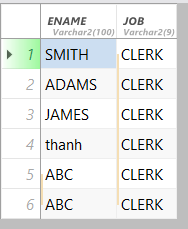 ENAME JOB
Varchar2(100) Varchar2(9)
1 SMITH CLERK
2 ADAMS CLERK
3 JAMES CLERK
4 thanh CLERK
5 ABC CLERK
6 ABC CLERK